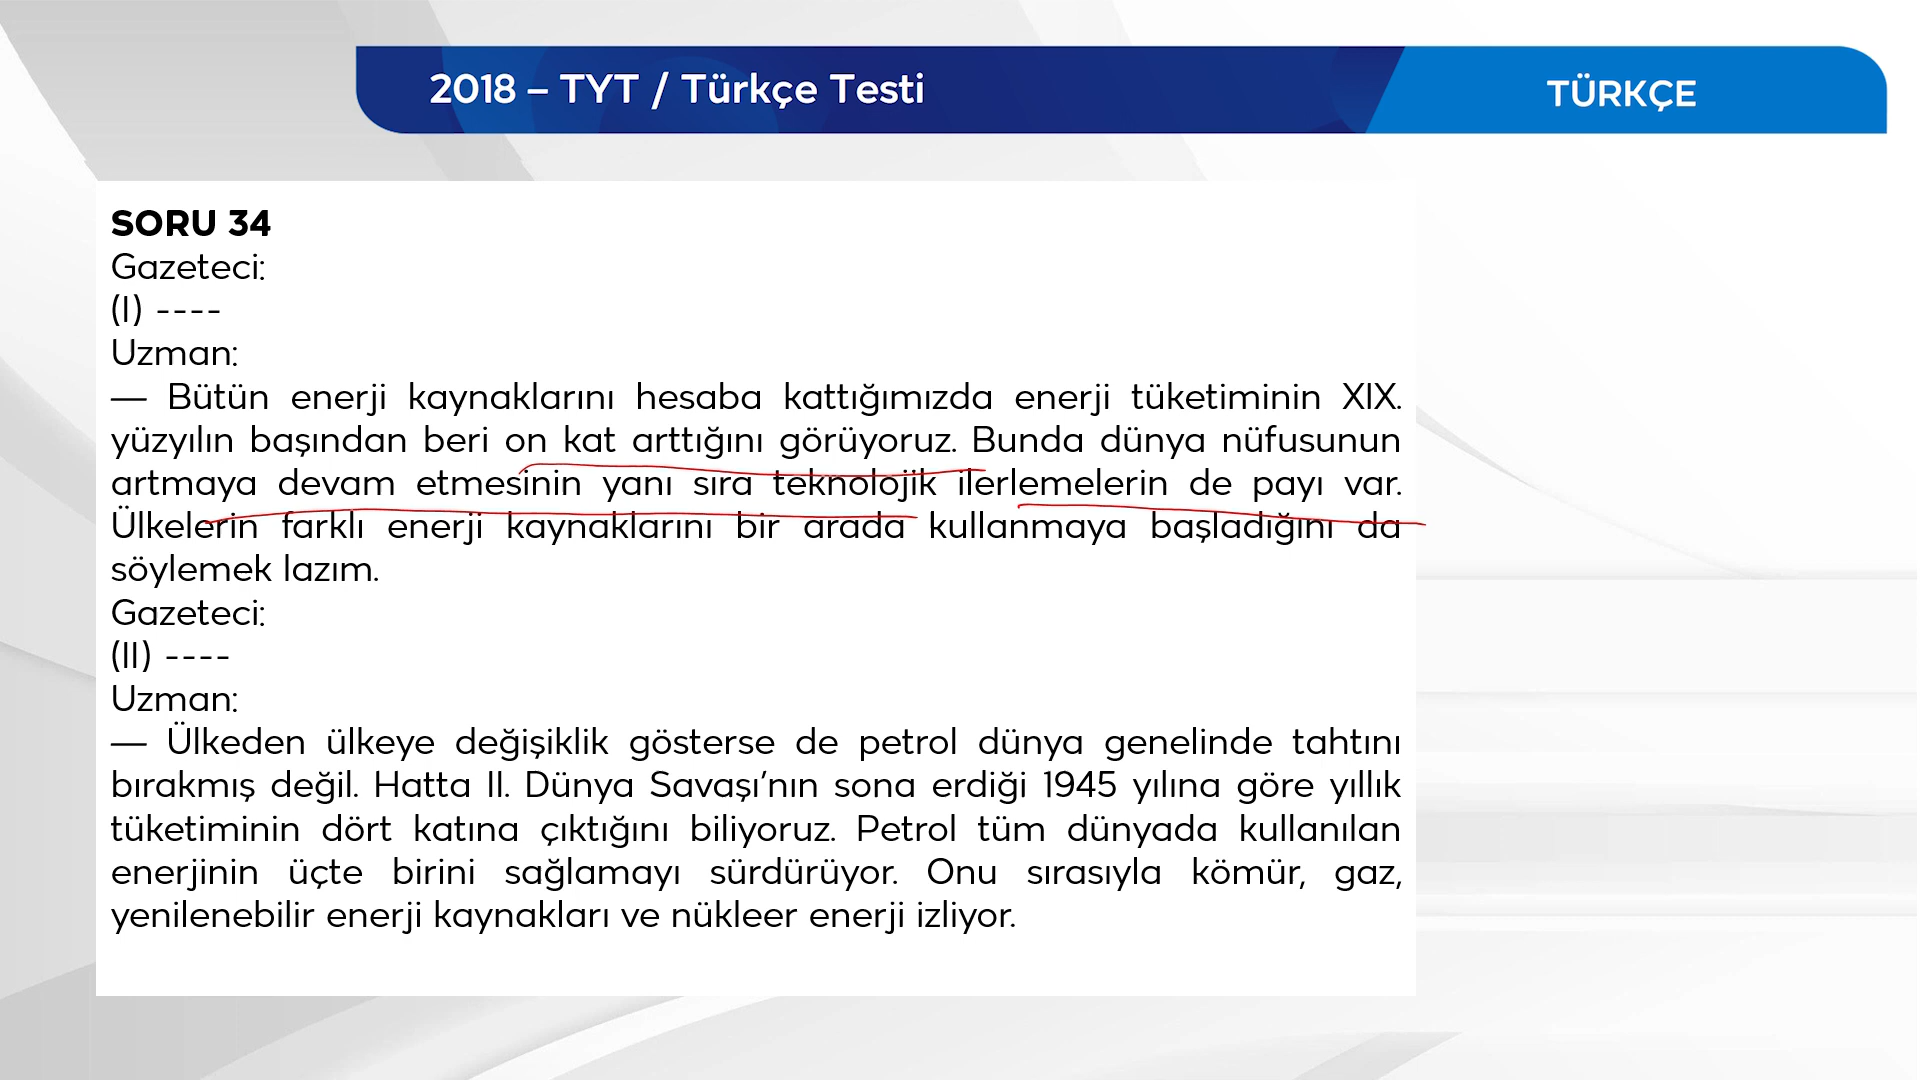 2018 – TYT / Türkçe Testi
TÜRKÇE
SORU 34
Gazeteci:
(I) ----
Uzman:
— Bütün enerji kaynaklarını hesaba kattığımızda enerji tüketiminin XIX.
yüzyılın başından beri on kat arttığını görüyoruz. Bunda dünya nüfusunun
artmaya devam etmesinin yanı sıra teknolojik ilerlemelerin de payı var.
Ülkelerin farklı enerji kaynaklarını bir arada kullanmaya başladığını da
söylemek lazım.
Gazeteci:
(II) ----
Uzman:
— Ülkeden ülkeye değişiklik gösterse de petrol dünya genelinde tahtını
bırakmış değil. Hatta II. Dünya Savaşı’nın sona erdiği 1945 yılına göre yıllık
tüketiminin dört katına çıktığını biliyoruz. Petrol tüm dünyada kullanılan
enerjinin üçte birini sağlamayı sürdürüyor. Onu sırasıyla kömür, gaz,
yenilenebilir enerji kaynakları ve nükleer enerji izliyor.